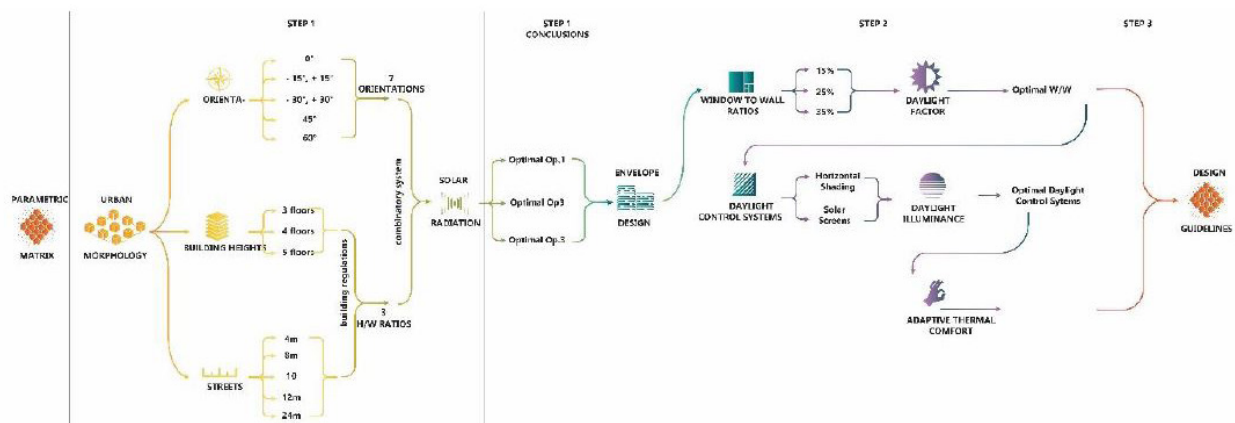 STEP 1
STEP 1
CONCLUSIONS
STEP 2
STEP 3
PARAMETRIC
MATRIX
URBAN
MORPHOLOGY
ORIENTA-
0°
- 15°, + 15°
- 30°, + 30°
45°
60°
7
ORIENTATIONS
BUILDING HEIGHTS
3 floors
4 floors
5 floors
building regulations
3
H/W RATIOS
STREETS
4m
8m
10
12m
24m
combinatory system
SOLAR
RADIATION
Optimal Op.1
Optimal Op3
Optimal Op.3
ENVELOPE
DESIGN
WINDOW TO WALL
RATIOS
15%
25%
35%
DAYLIGHT
FACTOR
Optimal W/W
DAYLIGHT
CONTROL SYSTEMS
Horizontal
Shading
Solar
Screens
DAYLIGHT
ILLUMINANCE
Optimal Daylight
Control Sytems
ADAPTIVE THERMAL
COMFORT
DESIGN
GUIDELINES